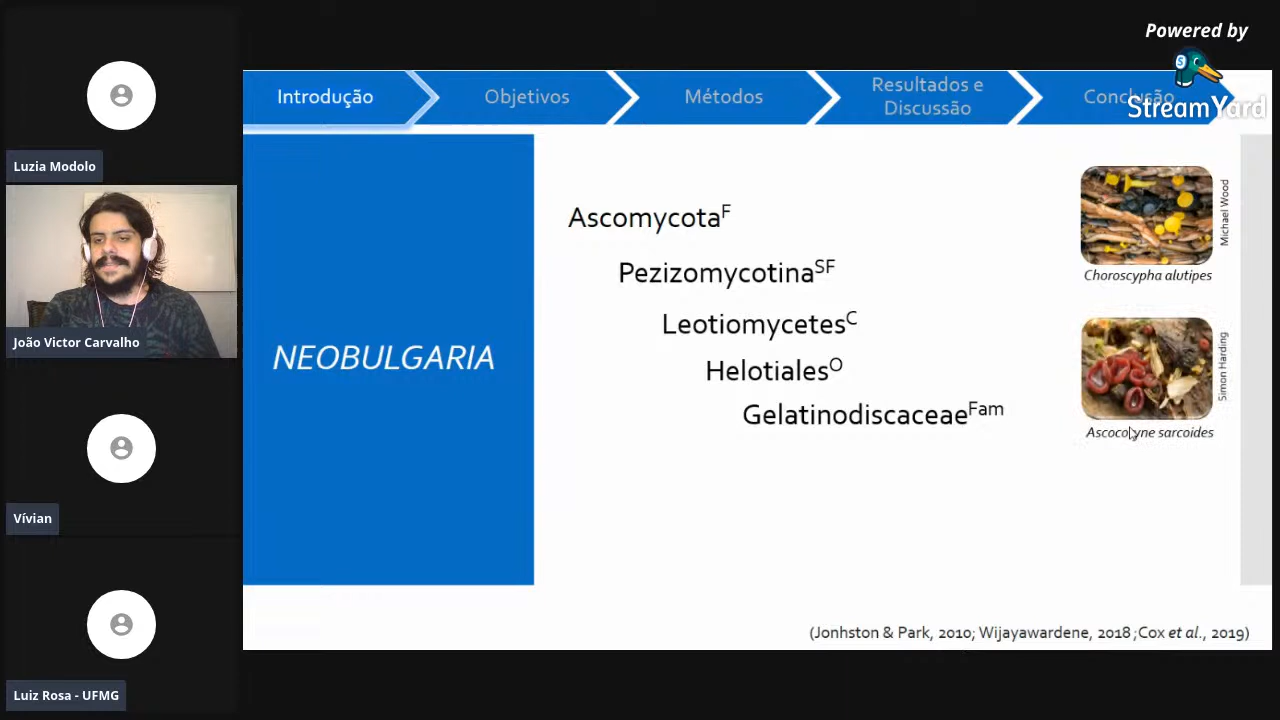 Powered by
StreamYard
Introdução
Objetivos
Métodos
Resultados e
Discussão
Conclusão
Luzia Modolo
João Victor Carvalho
Vívian
Luiz Rosa - UFMG
NEOBULGARIA
Ascomycota^F
Pezizomycotina^SF
Leotiomycetes^C
Helotiales^O
Gelatinodiscaceae^Fam
Michael Wood
Choroscypha alutipes
Simon Harding
Ascocoryne sarcoides
(Jonhston & Park, 2010; Wijayawardene, 2018 ;Cox et al., 2019)